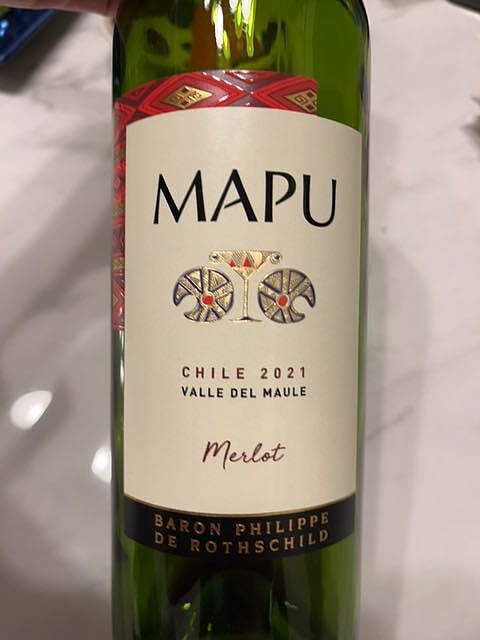 MAPU
CHILE 2021
VALLE DEL MAULE
Merlot
BARON PHILIPPE
DE ROTHSCHILD